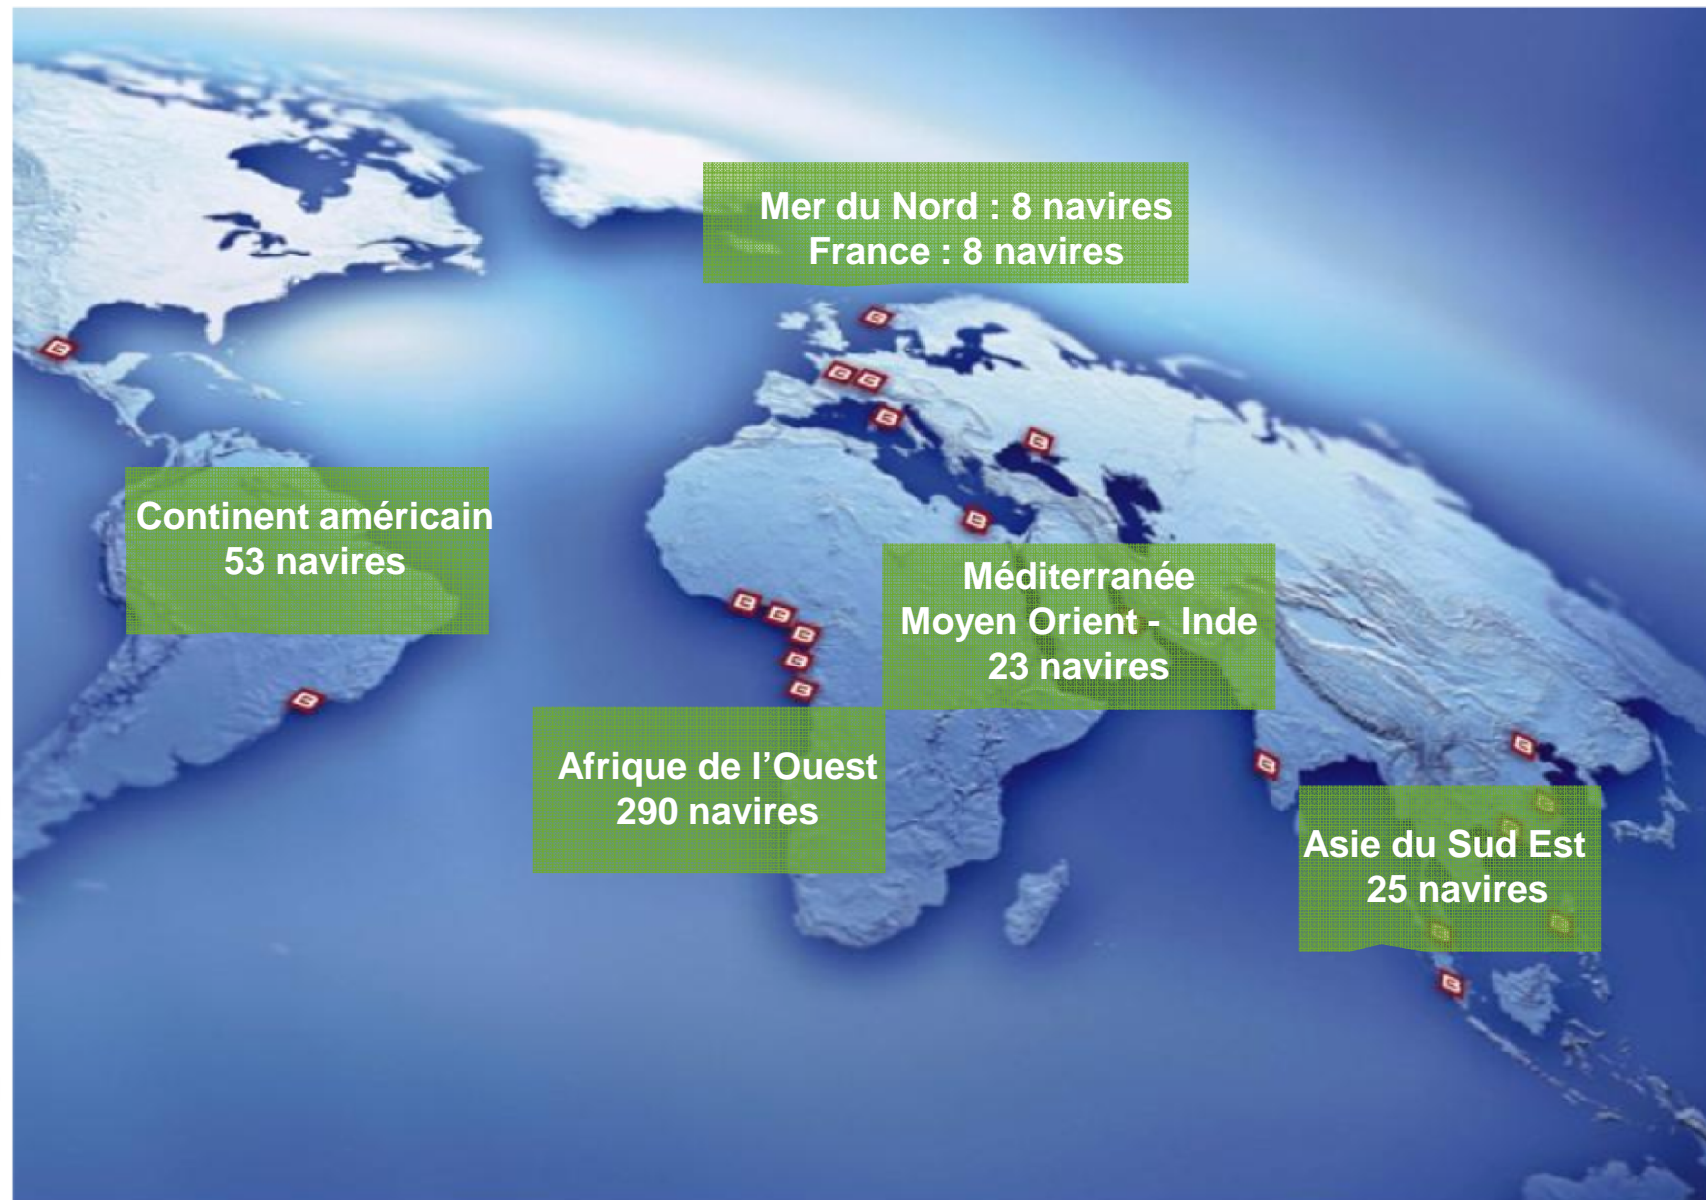 Mer du Nord : 8 navires
France : 8 navires
Continent américain
53 navires
Méditerranée
Moyen Orient - Inde
23 navires
Afrique de l’Ouest
290 navires
Asie du Sud Est
25 navires